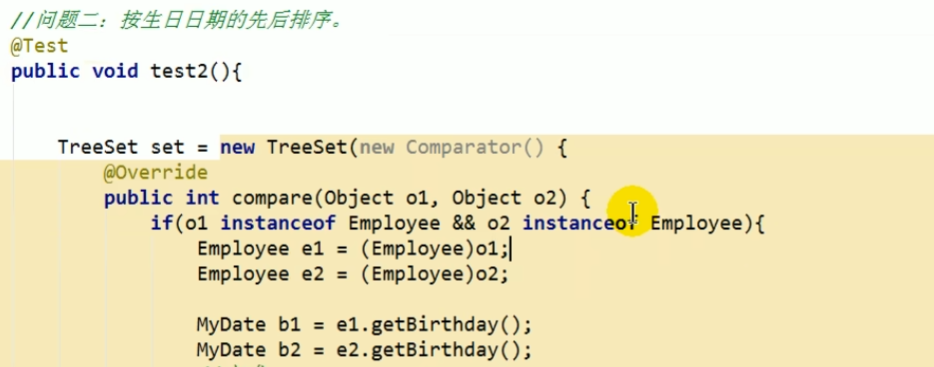 //问题二：按生日日期的先后排序。
@Test
public void test2(){
TreeSet set = new TreeSet(new Comparator() {
@Override
public int compare(Object o1, Object o2) {
if(o1 instanceof Employee && o2 instanceof Employee){
Employee e1 = (Employee)o1;
Employee e2 = (Employee)o2;
MyDate b1 = e1.getBirthday();
MyDate b2 = e2.getBirthday();